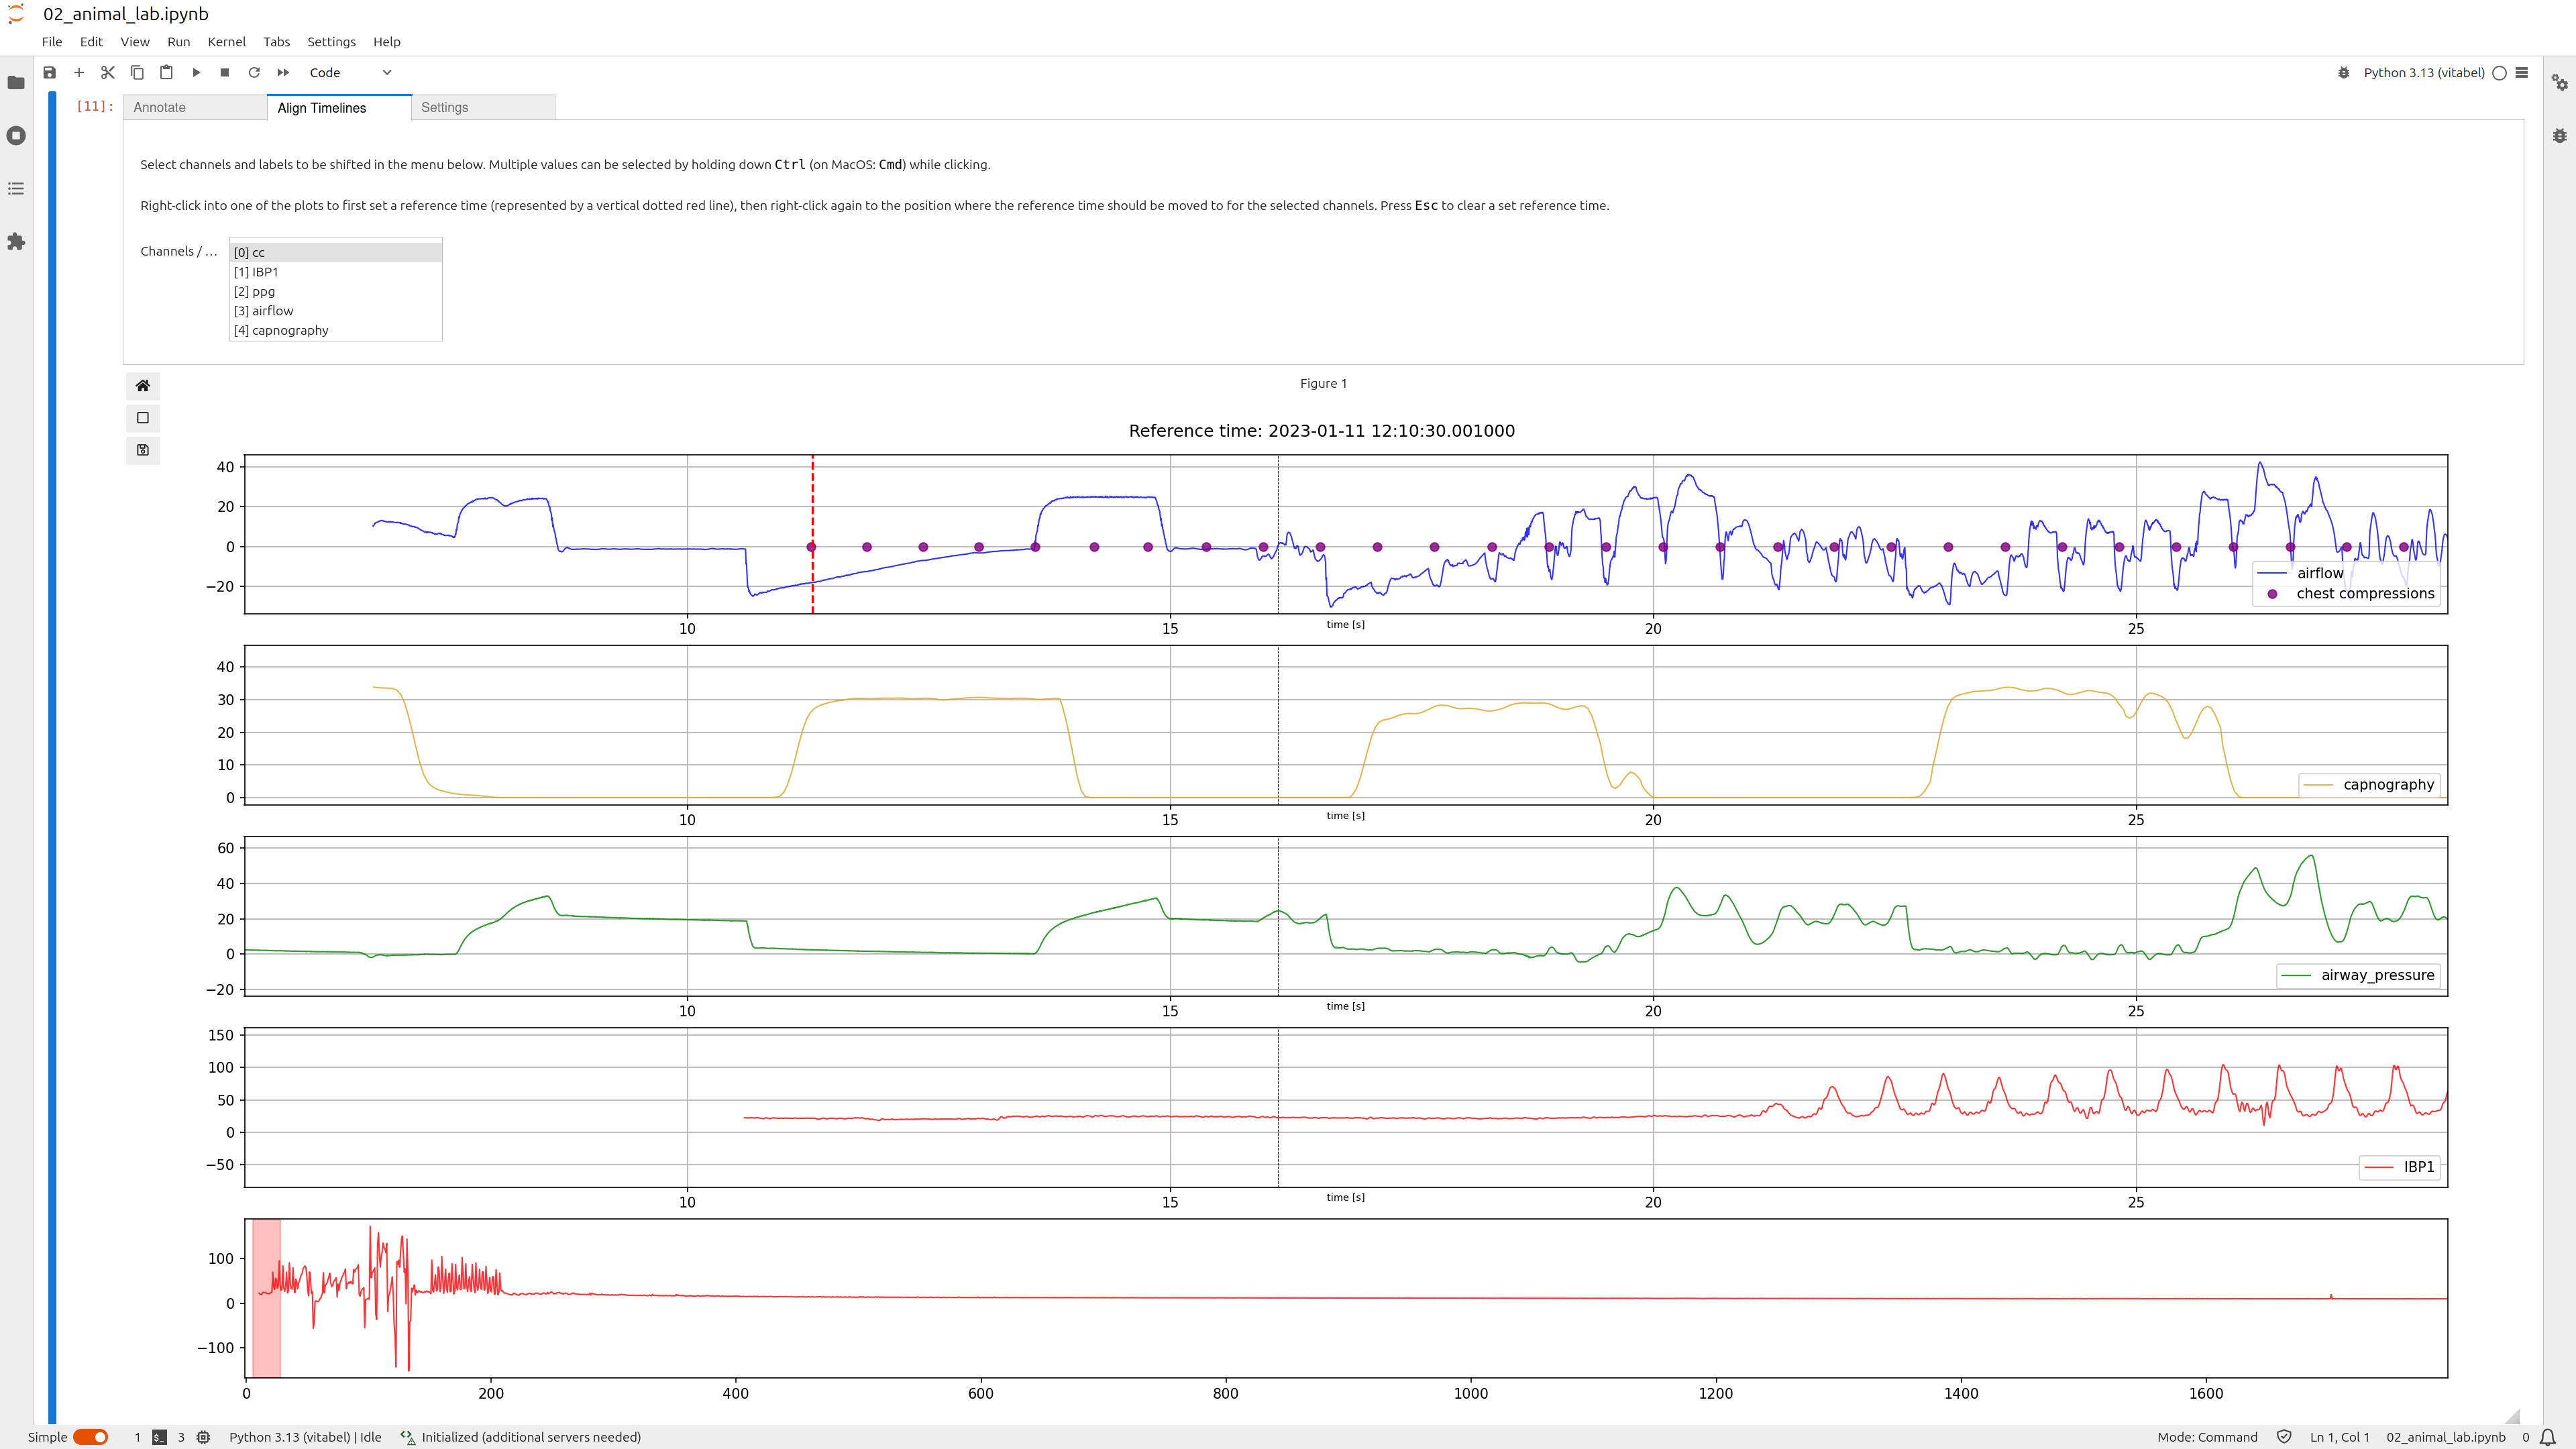 02_animal_lab.ipynb
File Edit View Run Kernel Tabs Settings Help
Code
Python 3.13 (vitabel)
[11]:
Annotate Align Timelines Settings
Select channels and labels to be shifted in the menu below. Multiple values can be selected by holding down Ctrl (on MacOS: Cmd) while clicking.
Right-click into one of the plots to first set a reference time (represented by a vertical dotted red line), then right-click again to the position where the reference time should be moved to for the selected channels. Press Esc to clear a set reference time.
Channels / …
[0] cc
[1] IBP1
[2] ppg
[3] airflow
[4] capnography
Figure 1
Reference time: 2023-01-11 12:10:30.001000
40
20
0
−20
airflow
chest compressions
10 15 20 25
time [s]
40
30
20
10
0
capnography
10 15 20 25
time [s]
60
40
20
0
−20
airway_pressure
10 15 20 25
time [s]
150
100
50
0
−50
IBP1
10 15 20 25
time [s]
100
0
−100
0 200 400 600 800 1000 1200 1400 1600
Simple 1 $_ 3 Python 3.13 (vitabel) | Idle Initialized (additional servers needed) Mode: Command Ln 1, Col 1 02_animal_lab.ipynb 0